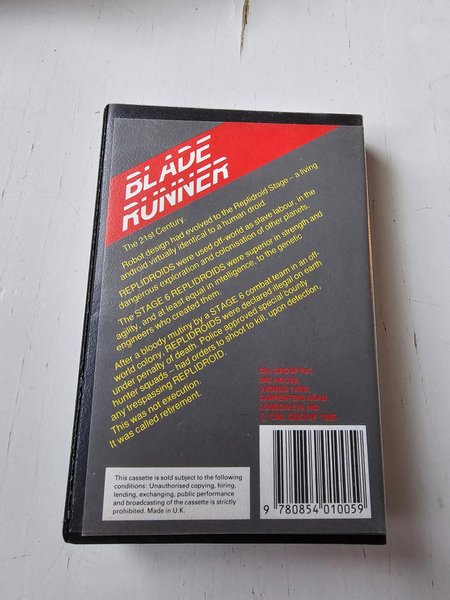 BLADE
RUNNER
The 21st Century.
Robot design had evolved to the Replidroid Stage – a living
android virtually identical to a human droid.
REPLIDROIDS were used off-world as slave labour, in the
dangerous exploration and colonisation of other planets.
The STAGE 6 REPLIDROIDS were superior in strength and
agility, and at least equal in intelligence, to the genetic
engineers who created them.
After a bloody mutiny by a STAGE 6 combat team in an off-
world colony, REPLIDROIDS were declared illegal on earth
under penalty of death. Police approved special bounty
hunter squads – had orders to shoot to kill, upon detection,
any trespassing REPLIDROID.
This was not execution.
It was called retirement.
CRL GROUP PLC,
CRL HOUSE,
9 KINGS YARD,
CARPENTERS ROAD,
LONDON E15 2HD
© CRL GROUP 1985
This cassette is sold subject to the following
conditions: Unauthorised copying, hiring,
lending, exchanging, public performance
and broadcasting of the cassette is strictly
prohibited. Made in U.K.
9 780854 010059